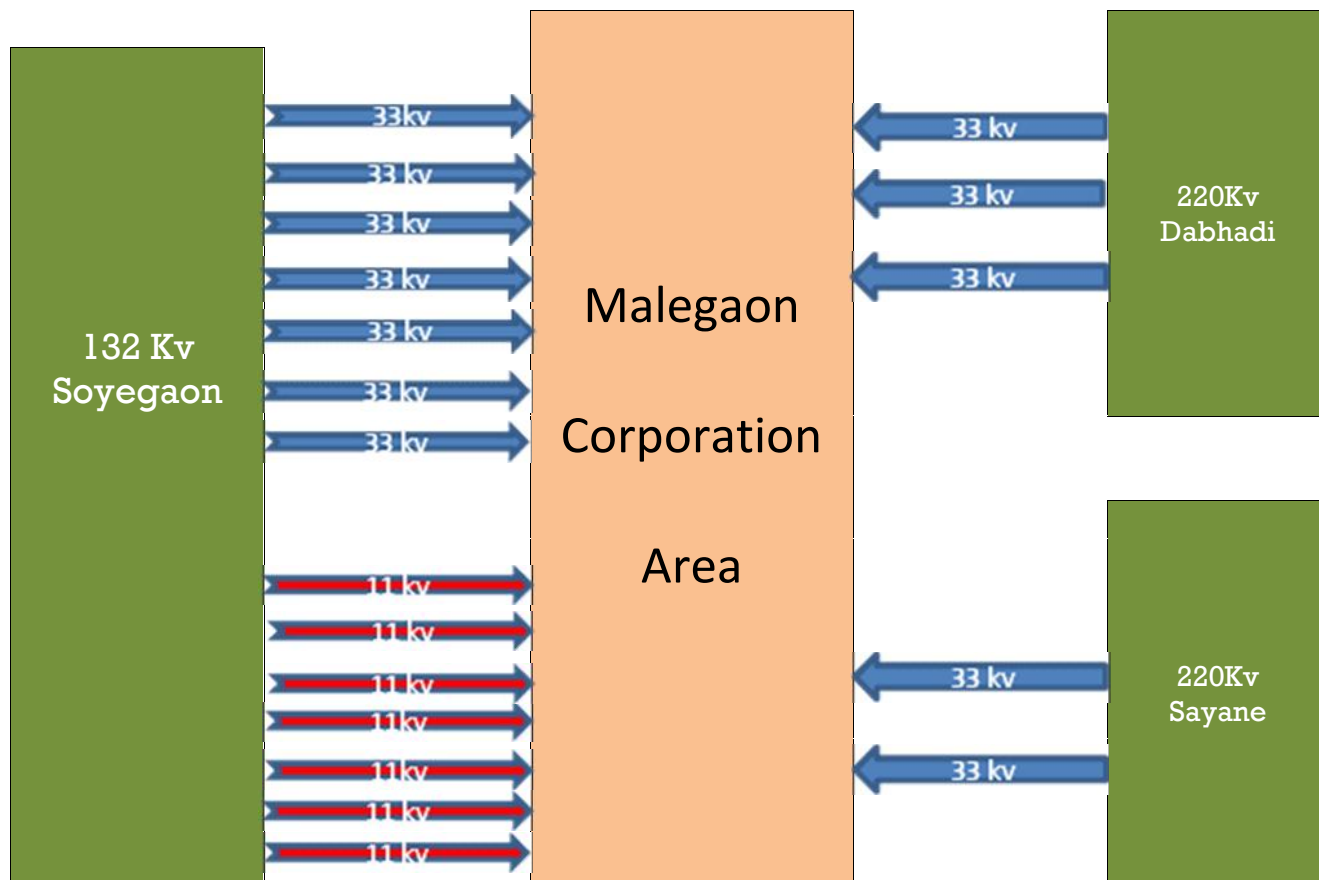 132 Kv
Soyegaon
33kv
33 kv
33 kv
33 kv
33 kv
33 kv
33 kv
11 kv
11 kv
11 kv
11kv
11kv
11 kv
11 kv
Malegaon
Corporation
Area
33 kv
33 kv
33 kv
220Kv
Dabhadi
33 kv
33 kv
220Kv
Sayane